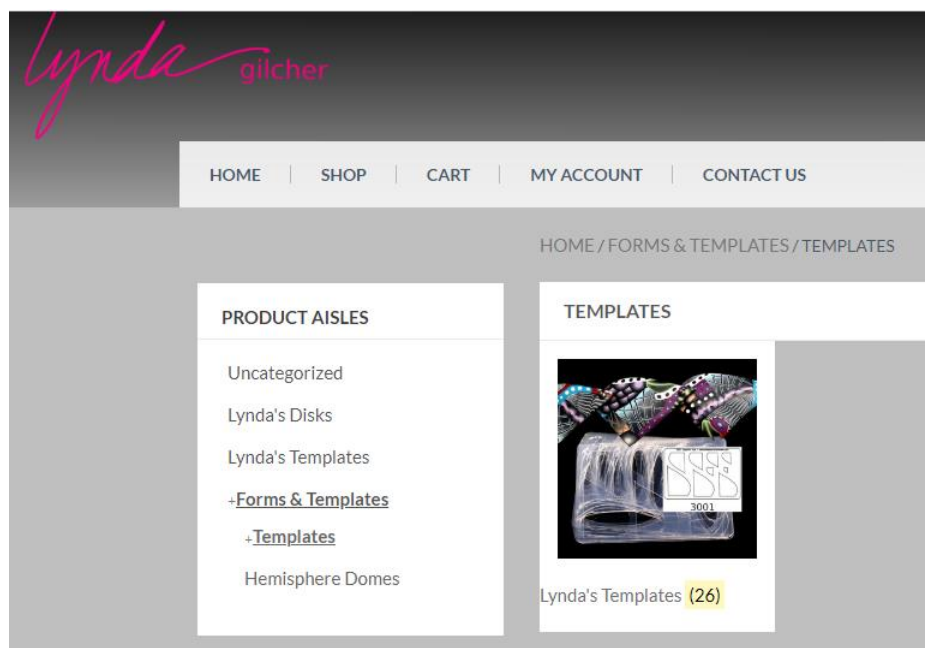 Lynda gilcher
HOME
SHOP
CART
MY ACCOUNT
CONTACT US
HOME / FORMS & TEMPLATES / TEMPLATES
PRODUCT AISLES
Uncategorized
Lynda's Disks
Lynda's Templates
+Forms & Templates
+Templates
Hemisphere Domes
TEMPLATES
3001
Lynda's Templates (26)